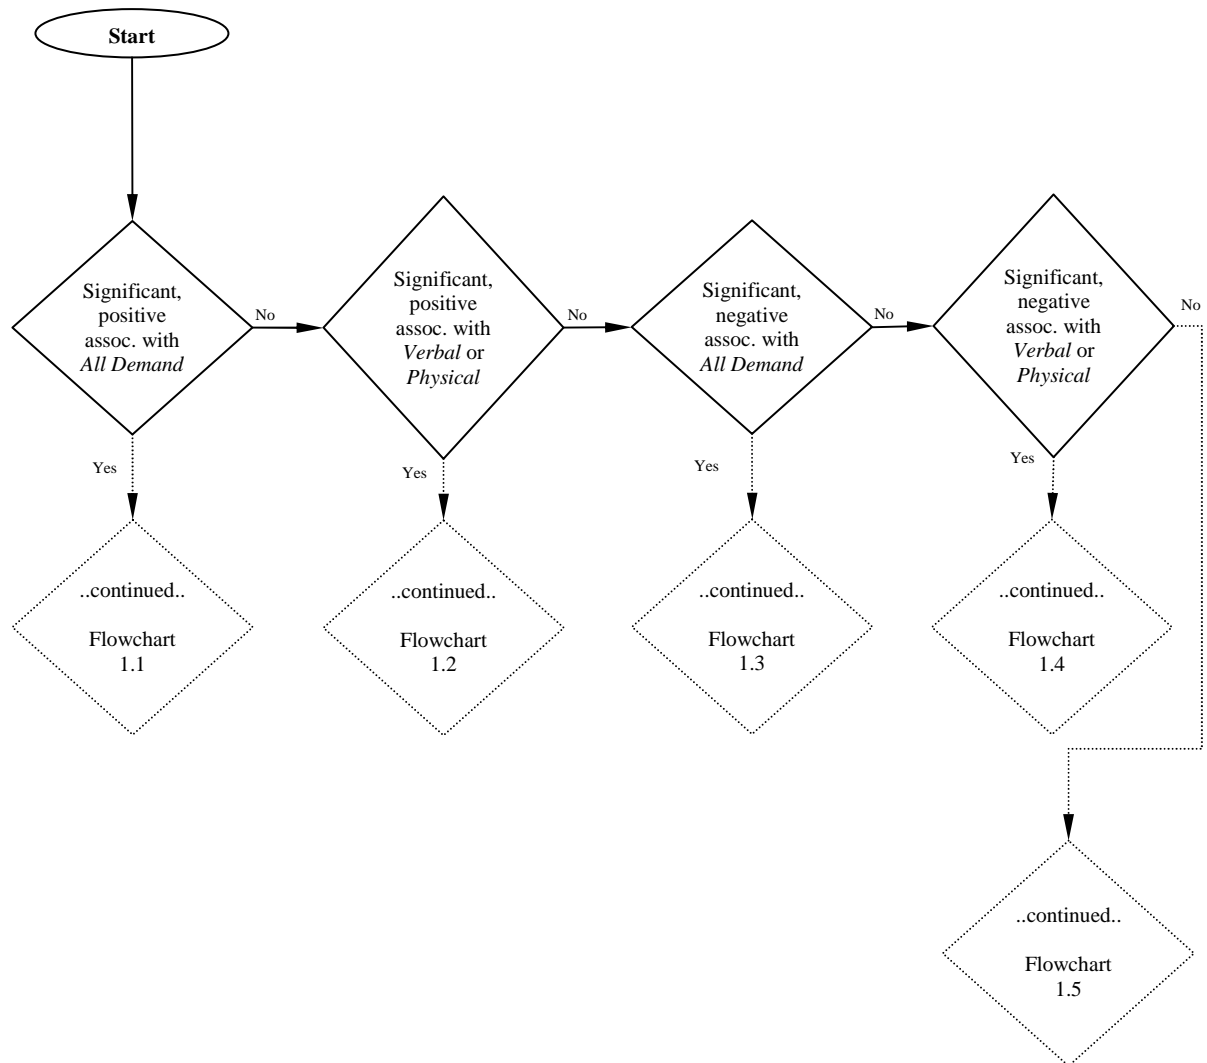 Start
Significant,
positive
assoc. with
All Demand
No
Significant,
positive
assoc. with
Verbal or
Physical
No
Significant,
negative
assoc. with
All Demand
No
Significant,
negative
assoc. with
Verbal or
Physical
No
Yes
Yes
Yes
Yes
..continued..
Flowchart
1.1
..continued..
Flowchart
1.2
..continued..
Flowchart
1.3
..continued..
Flowchart
1.4
..continued..
Flowchart
1.5